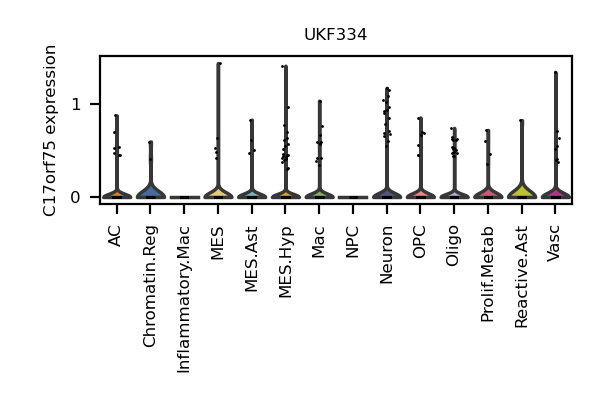 UKF334
C17orf75 expression
1
0
AC
Chromatin.Reg
Inflammatory.Mac
MES
MES.Ast
MES.Hyp
Mac
NPC
Neuron
OPC
Oligo
Prolif.Metab
Reactive.Ast
Vasc